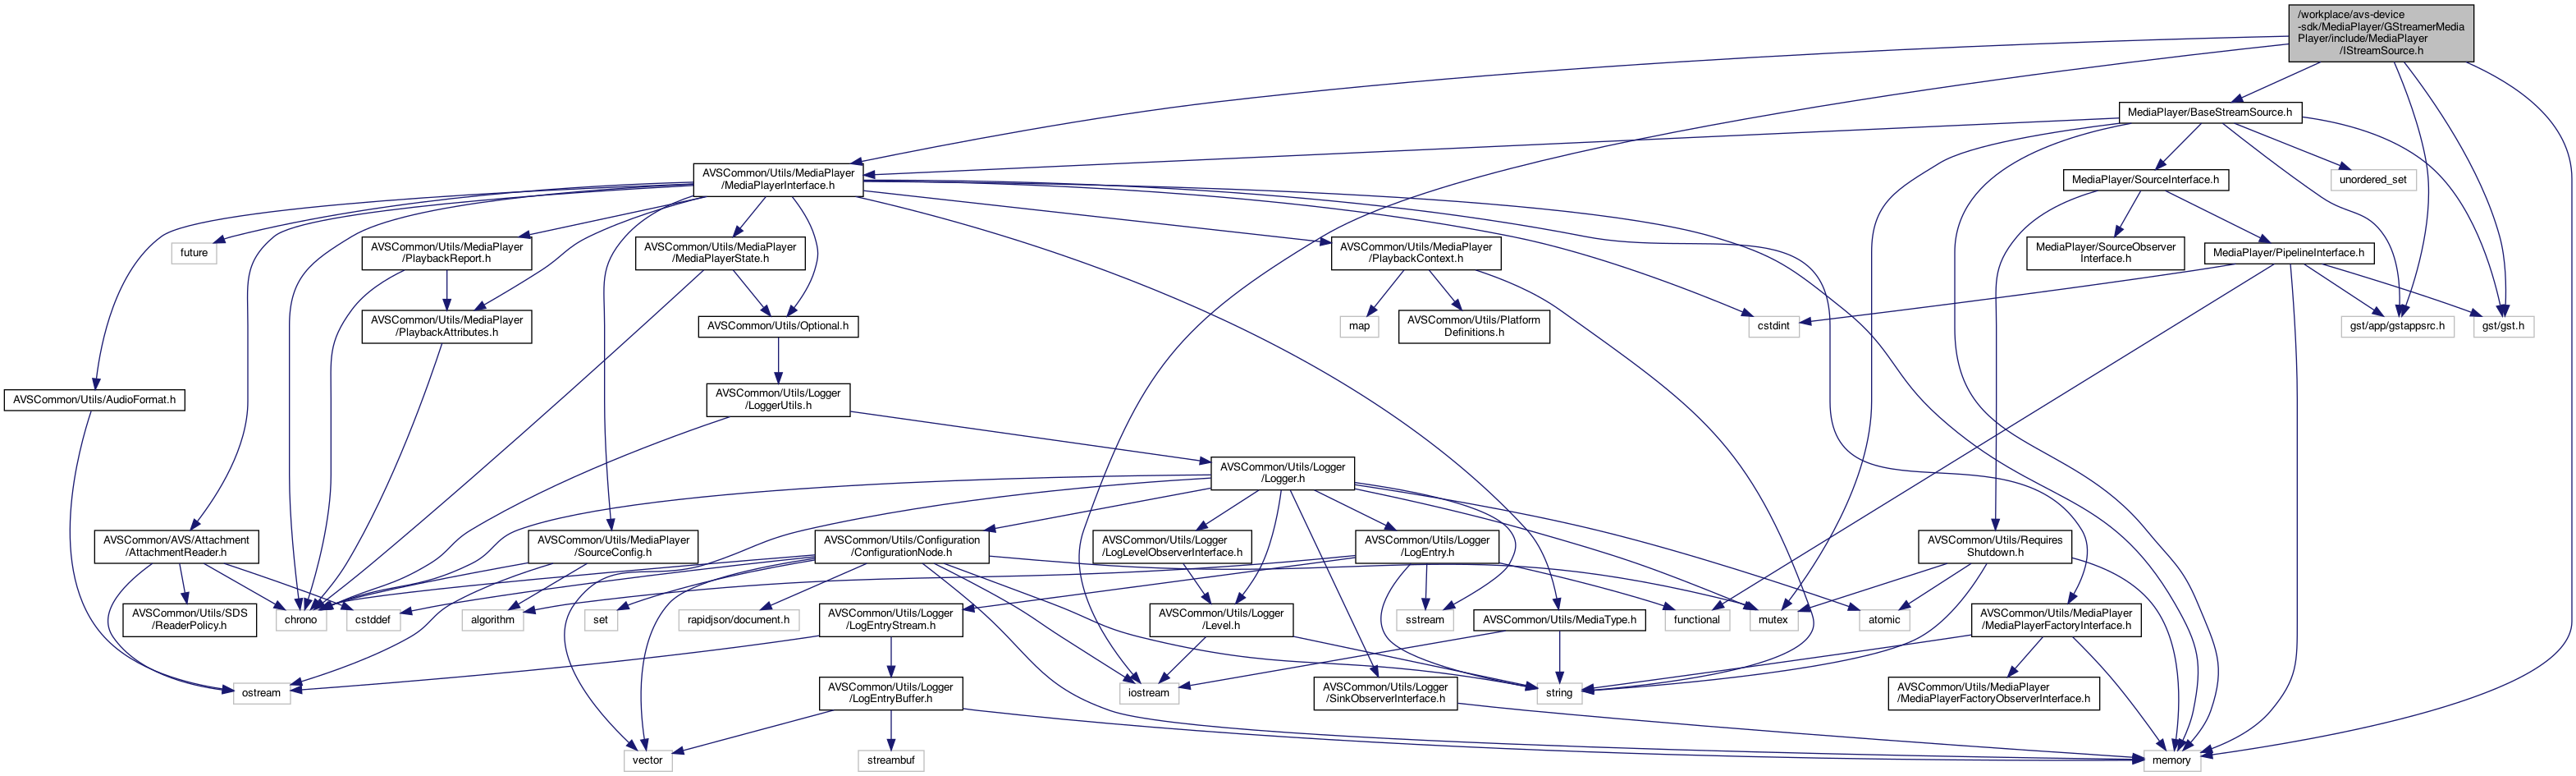 /workplace/avs-device
-sdk/MediaPlayer/GStreamerMedia
Player/include/MediaPlayer
/IStreamSource.h
MediaPlayer/BaseStreamSource.h
AVSCommon/Utils/MediaPlayer
/MediaPlayerInterface.h
MediaPlayer/SourceInterface.h
unordered_set
future
AVSCommon/Utils/MediaPlayer
/PlaybackReport.h
AVSCommon/Utils/MediaPlayer
/MediaPlayerState.h
AVSCommon/Utils/MediaPlayer
/PlaybackContext.h
MediaPlayer/SourceObserver
Interface.h
MediaPlayer/PipelineInterface.h
AVSCommon/Utils/MediaPlayer
/PlaybackAttributes.h
AVSCommon/Utils/Optional.h
map
AVSCommon/Utils/Platform
Definitions.h
cstdint
gst/app/gstappsrc.h
gst/gst.h
AVSCommon/Utils/AudioFormat.h
AVSCommon/Utils/Logger
/LoggerUtils.h
AVSCommon/Utils/Logger
/Logger.h
AVSCommon/AVS/Attachment
/AttachmentReader.h
AVSCommon/Utils/MediaPlayer
/SourceConfig.h
AVSCommon/Utils/Configuration
/ConfigurationNode.h
AVSCommon/Utils/Logger
/LogLevelObserverInterface.h
AVSCommon/Utils/Logger
/LogEntry.h
AVSCommon/Utils/Requires
Shutdown.h
AVSCommon/Utils/SDS
/ReaderPolicy.h
chrono
cstddef
algorithm
set
rapidjson/document.h
AVSCommon/Utils/Logger
/LogEntryStream.h
AVSCommon/Utils/Logger
/Level.h
sstream
AVSCommon/Utils/MediaType.h
functional
mutex
atomic
AVSCommon/Utils/MediaPlayer
/MediaPlayerFactoryInterface.h
ostream
AVSCommon/Utils/Logger
/LogEntryBuffer.h
iostream
AVSCommon/Utils/Logger
/SinkObserverInterface.h
string
AVSCommon/Utils/MediaPlayer
/MediaPlayerFactoryObserverInterface.h
vector
streambuf
memory